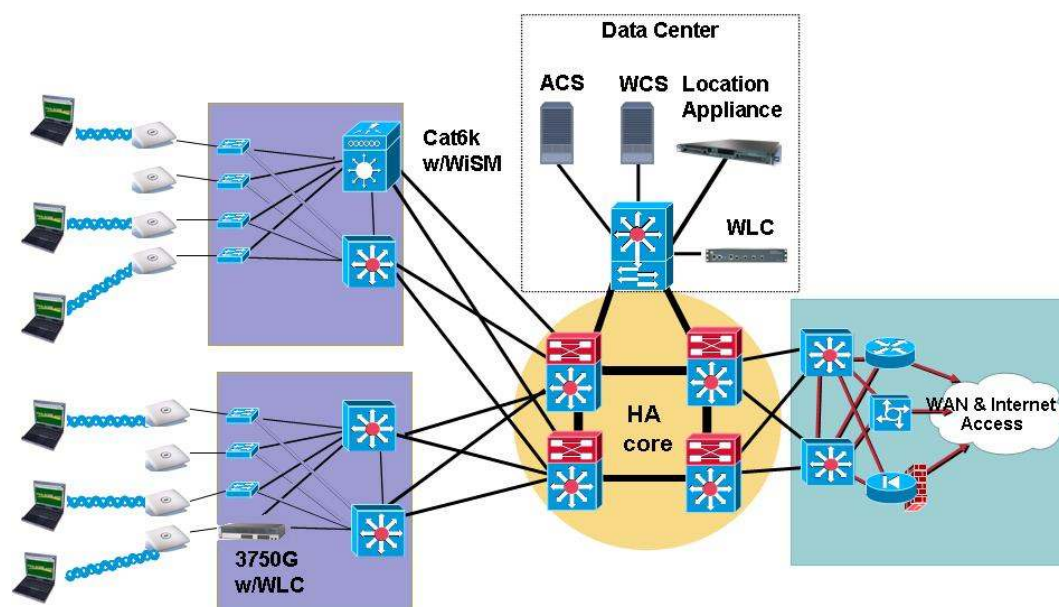 Data Center
ACS
WCS
Location
Appliance
Cat6k
w/WiSM
WLC
HA
core
WAN & Internet
Access
3750G
w/WLC